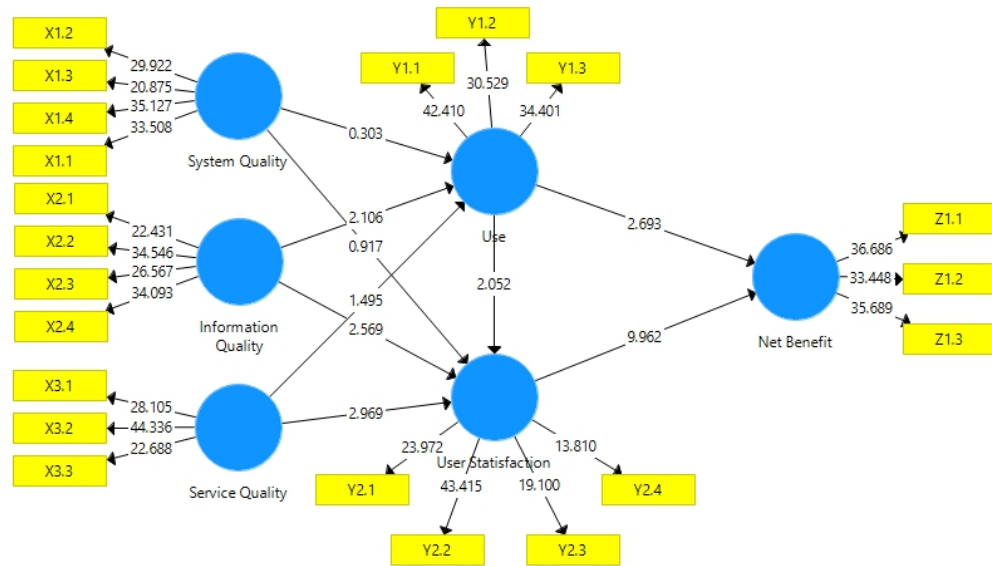 Y1.2
X1.2
Y1.1
Y1.3
29.922
X1.3
20.875
30.529
X1.4
35.127
42.410
34.401
33.508
X1.1
0.303
System Quality
X2.1
22.431
2.106
Z1.1
X2.2
34.546
0.917
Use
2.693
36.686
26.567
X2.3
34.093
33.448
Z1.2
2.052
35.689
X2.4
1.495
Information
Quality
2.569
Net Benefit
Z1.3
9.962
X3.1
28.105
X3.2
44.336
2.969
22.688
X3.3
23.972
13.810
User Statisfaction
Service Quality
Y2.1
43.415
19.100
Y2.4
Y2.2
Y2.3